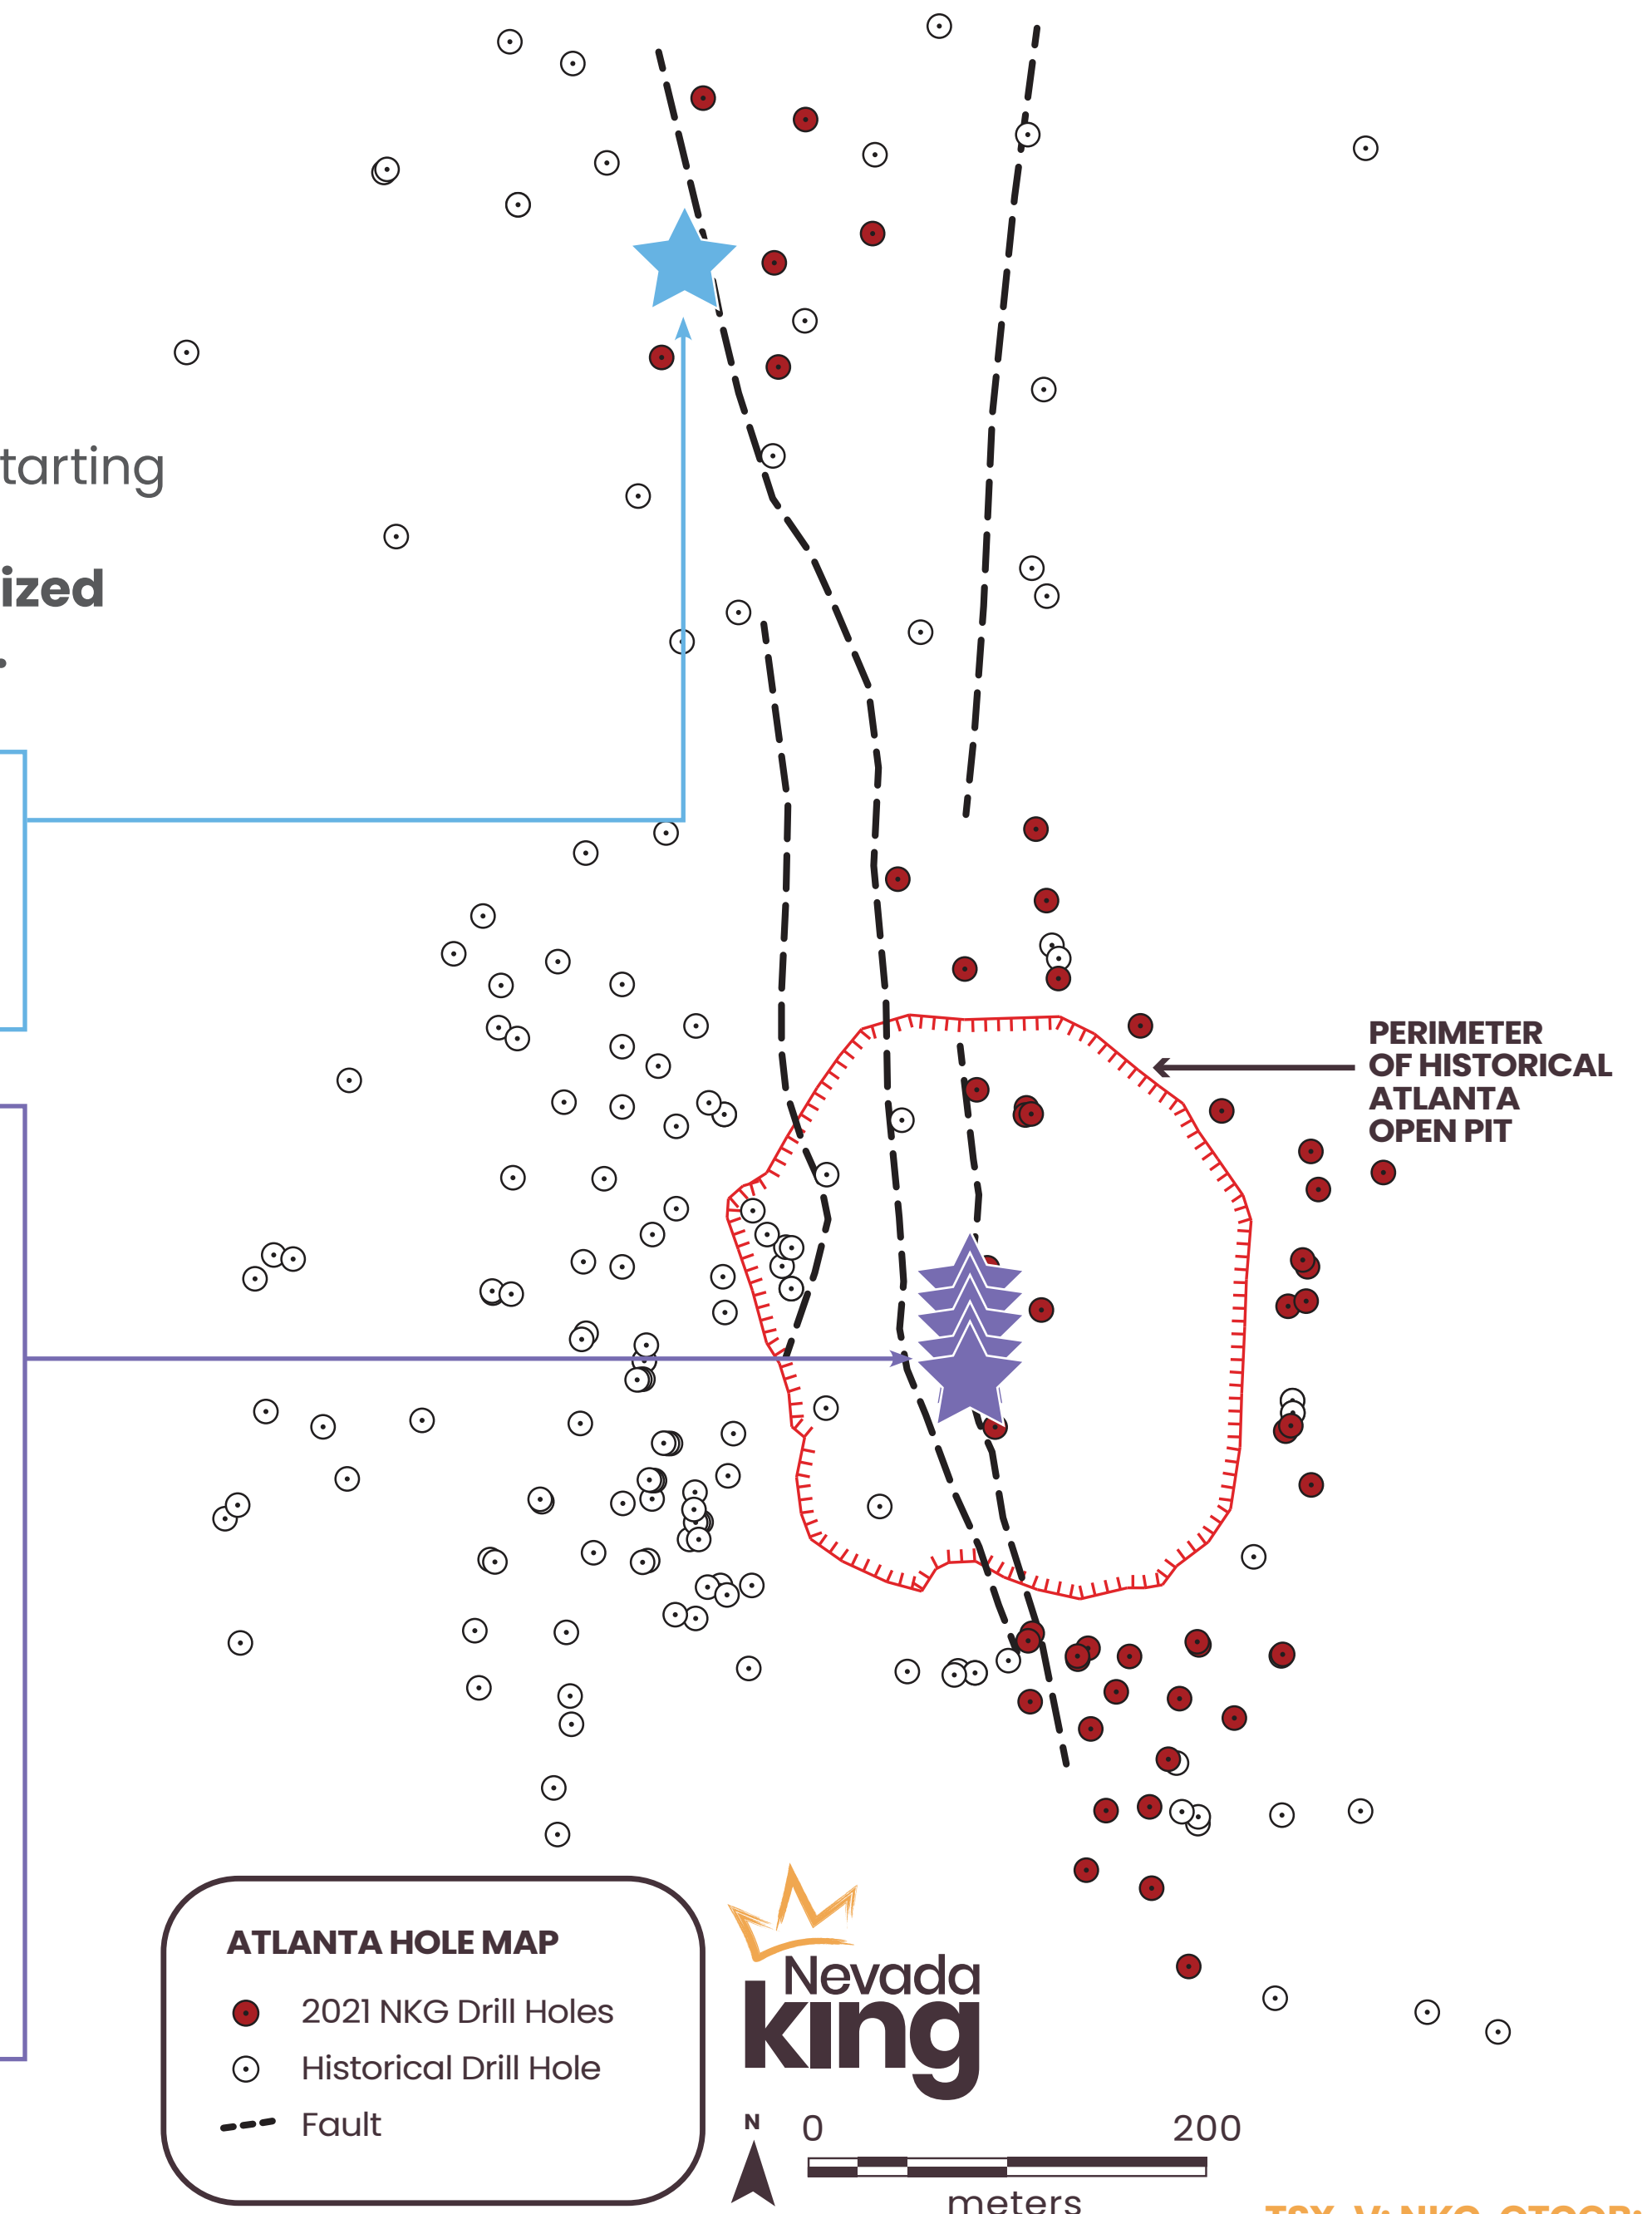 tarting
ized
.
PERIMETER
OF HISTORICAL
ATLANTA
OPEN PIT
ATLANTA HOLE MAP
2021 NKG Drill Holes
Historical Drill Hole
Fault
Nevada
king
N
0 200
meters